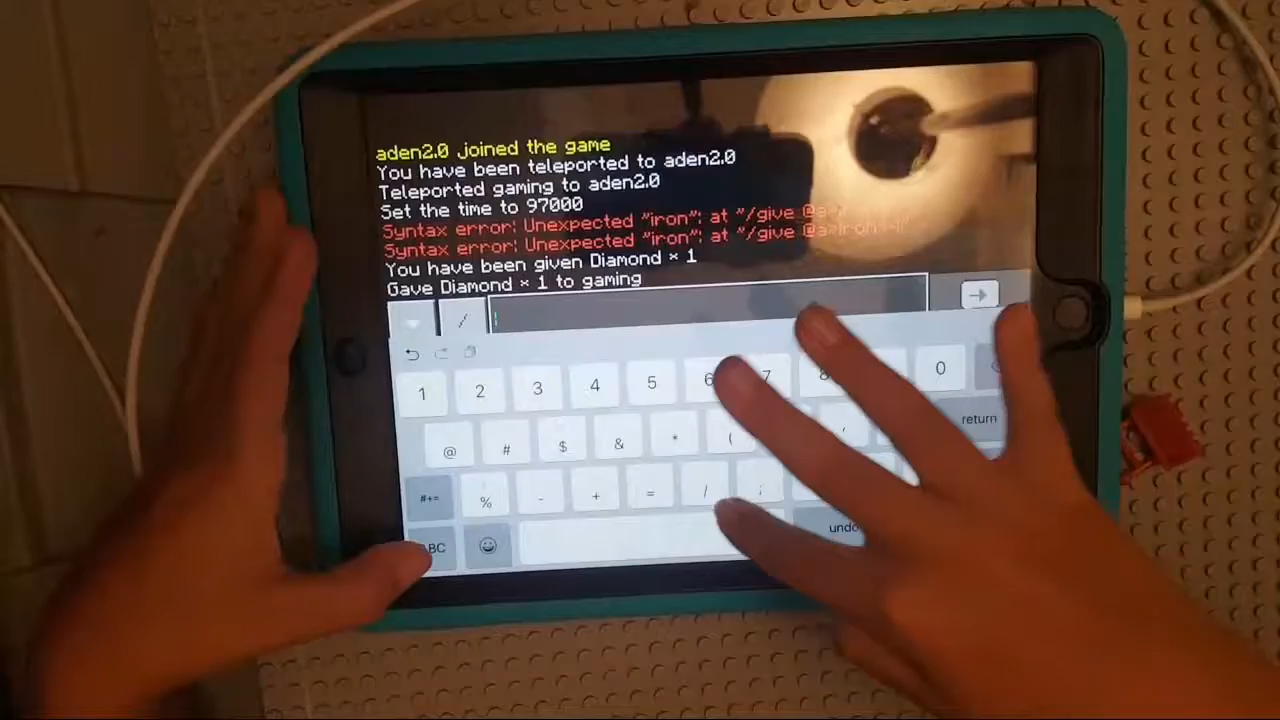 aden2.0 joined the game
You have been teleported to aden2.0
Teleported gaming to aden2.0
Set the time to 97000
Syntax error: Unexpected "iron": at "/give @a>
Syntax error: Unexpected "iron": at "/give @a>>iron<<
You have been given Diamond × 1
Gave Diamond × 1 to gaming
/
1 2 3 4 5 6 7 8 0
@ # $ & * ( ' return
#+= % - + = / ;
BC undo